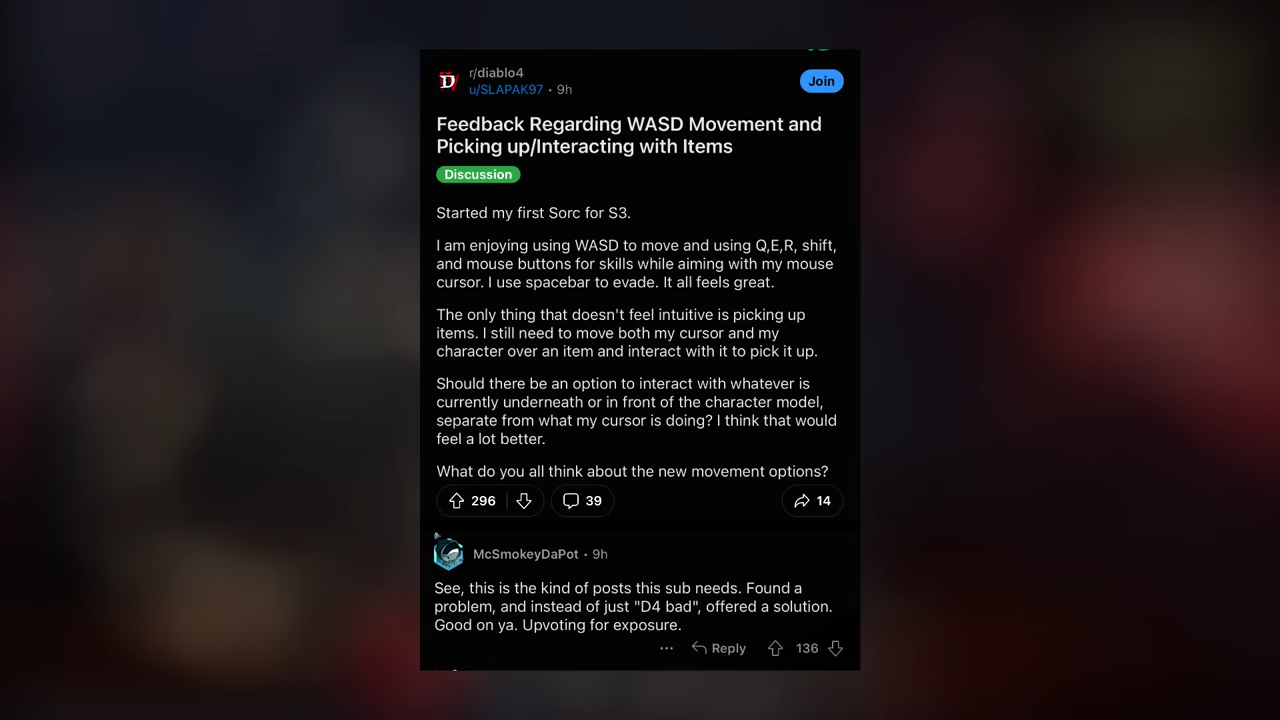 r/diablo4
u/SLAPAK97 • 9h
Join
Feedback Regarding WASD Movement and
Picking up/Interacting with Items
Discussion
Started my first Sorc for S3.
I am enjoying using WASD to move and using Q,E,R, shift,
and mouse buttons for skills while aiming with my mouse
cursor. I use spacebar to evade. It all feels great.
The only thing that doesn't feel intuitive is picking up
items. I still need to move both my cursor and my
character over an item and interact with it to pick it up.
Should there be an option to interact with whatever is
currently underneath or in front of the character model,
separate from what my cursor is doing? I think that would
feel a lot better.
What do you all think about the new movement options?
296 39 14
McSmokeyDaPot • 9h
See, this is the kind of posts this sub needs. Found a
problem, and instead of just "D4 bad", offered a solution.
Good on ya. Upvoting for exposure.
... Reply 136